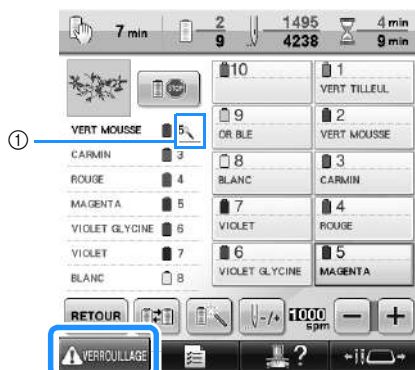 7 min
2
9
1495
4238
4 min
9 min
10
1
VERT TILLEUL
STOP
①
VERT MOUSSE 5
CARMIN 3
ROUGE 4
MAGENTA 5
VIOLET GLYCINE 6
VIOLET 7
BLANC 8
9
OR BLE
2
VERT MOUSSE
8
BLANC
3
CARMIN
7
VIOLET
4
ROUGE
6
VIOLET GLYCINE
5
MAGENTA
RETOUR
-/+
1000
spm
−
+
VERROUILLAGE
?